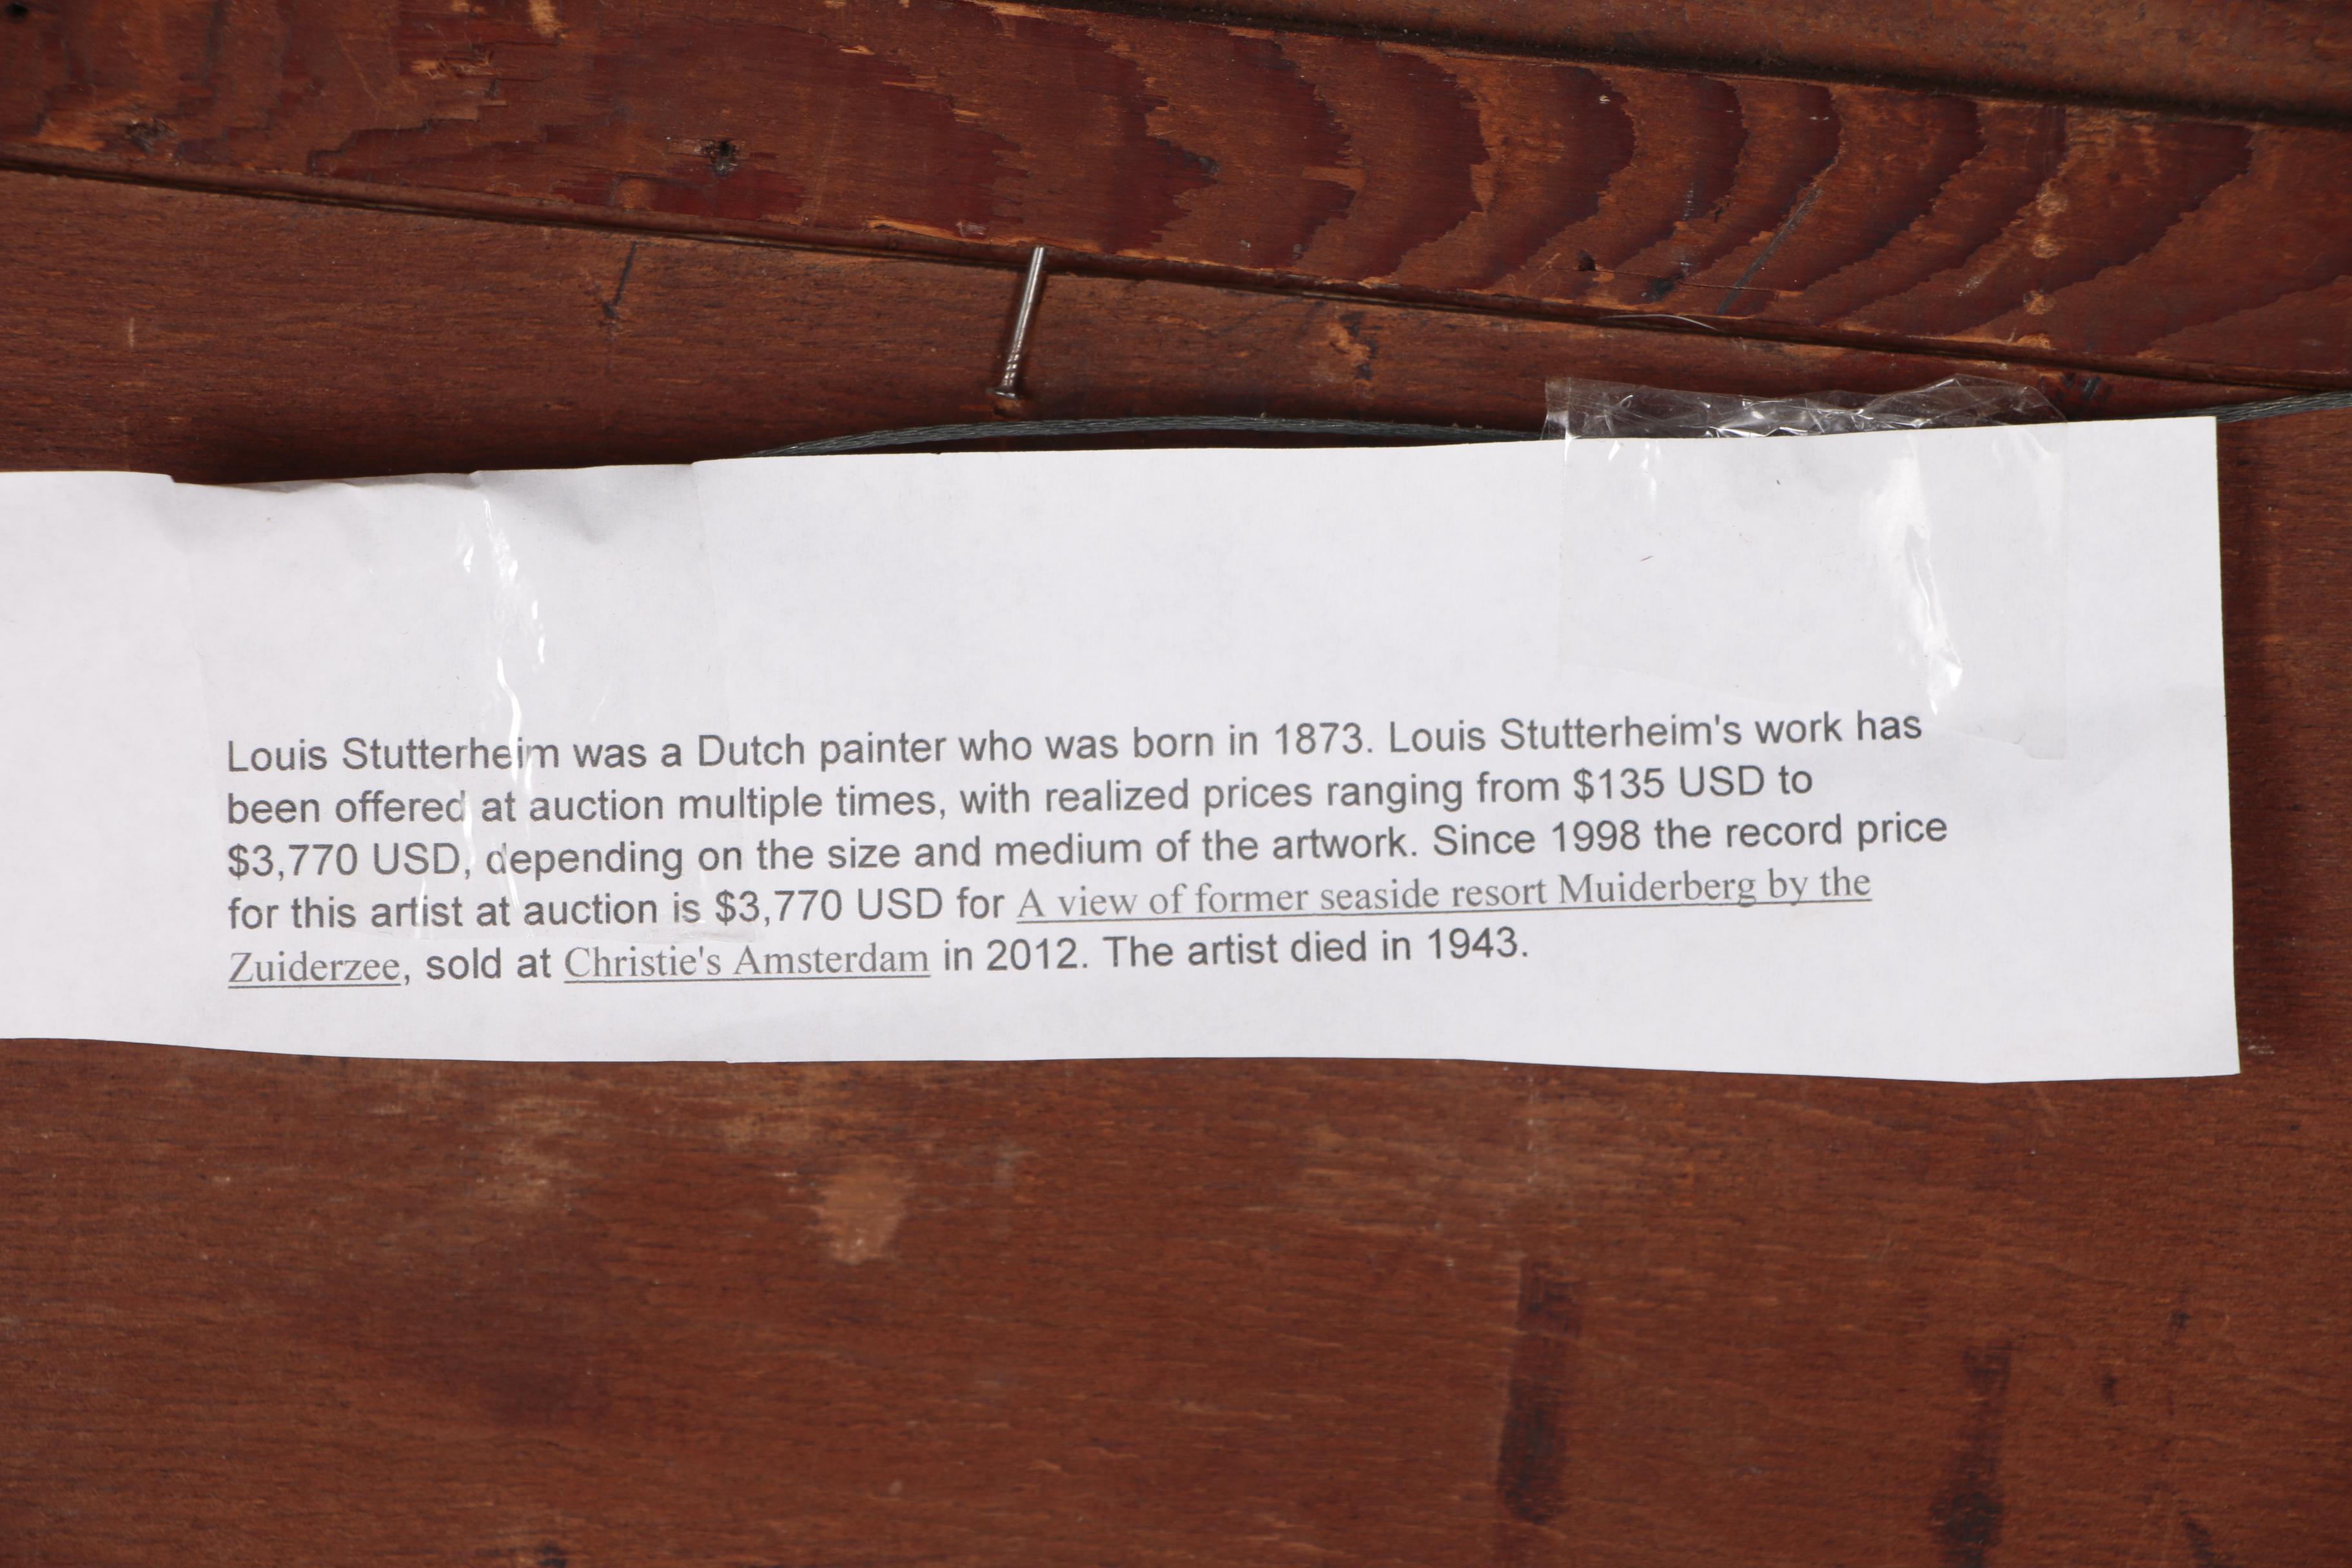 Louis Stutterheim was a Dutch painter who was born in 1873. Louis Stutterheim's work has
been offered at auction multiple times, with realized prices ranging from $135 USD to
$3,770 USD, depending on the size and medium of the artwork. Since 1998 the record price
for this artist at auction is $3,770 USD for A view of former seaside resort Muiderberg by the
Zuiderzee, sold at Christie's Amsterdam in 2012. The artist died in 1943.